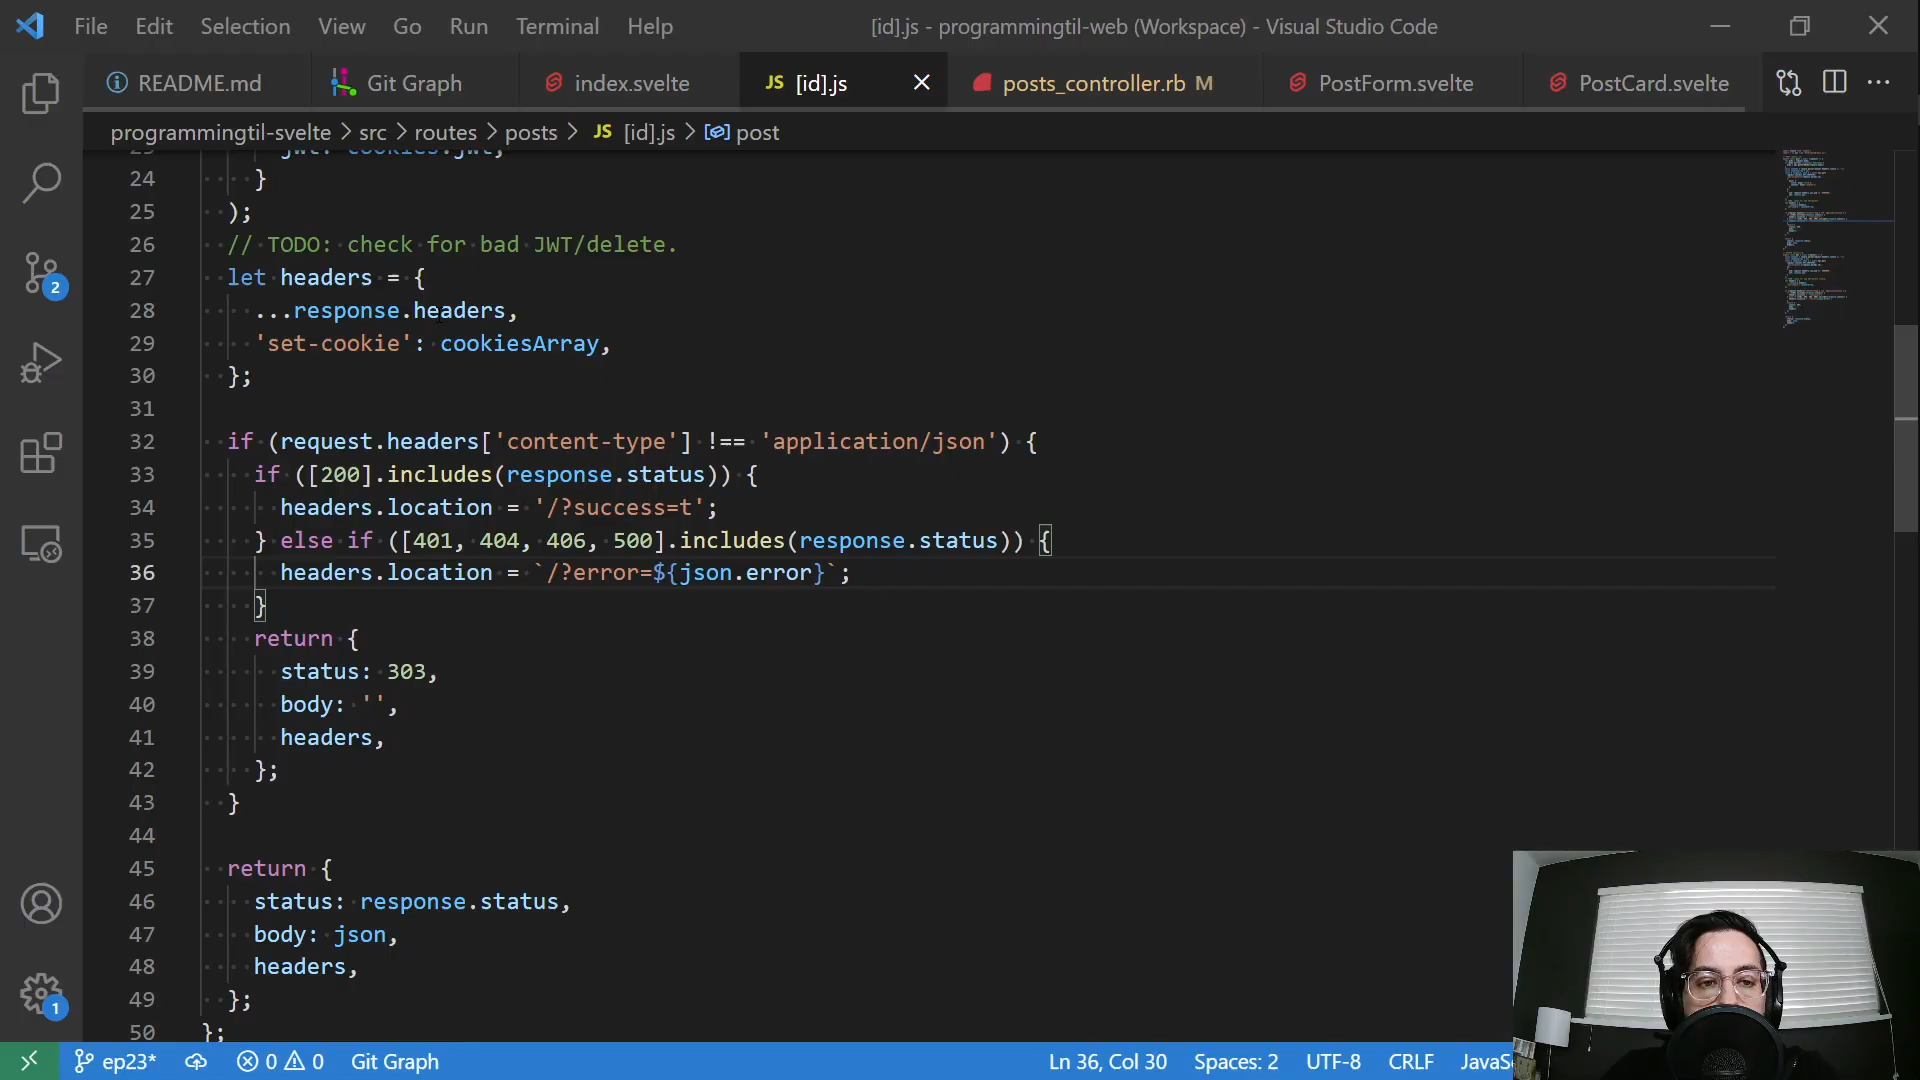 File Edit Selection View Go Run Terminal Help [id].js - programmingtil-web (Workspace) - Visual Studio Code
README.md Git Graph index.svelte JS [id].js posts_controller.rb M PostForm.svelte PostCard.svelte
programmingtil-svelte > src > routes > posts > JS [id].js > post
23 jwt: cookies.jwt,
24 }
25 );
26 // TODO: check for bad JWT/delete.
27 let headers = {
28 ...response.headers,
29 'set-cookie': cookiesArray,
30 };
31
32 if (request.headers['content-type'] !== 'application/json') {
33 if ([200].includes(response.status)) {
34 headers.location = '/?success=t';
35 } else if ([401, 404, 406, 500].includes(response.status)) {
36 headers.location = `/?error=${json.error}`;
37 }
38 return {
39 status: 303,
40 body: '',
41 headers,
42 };
43 }
44
45 return {
46 status: response.status,
47 body: json,
48 headers,
49 };
50 };
2
1
ep23* 0 0 Git Graph Ln 36, Col 30 Spaces: 2 UTF-8 CRLF JavaS